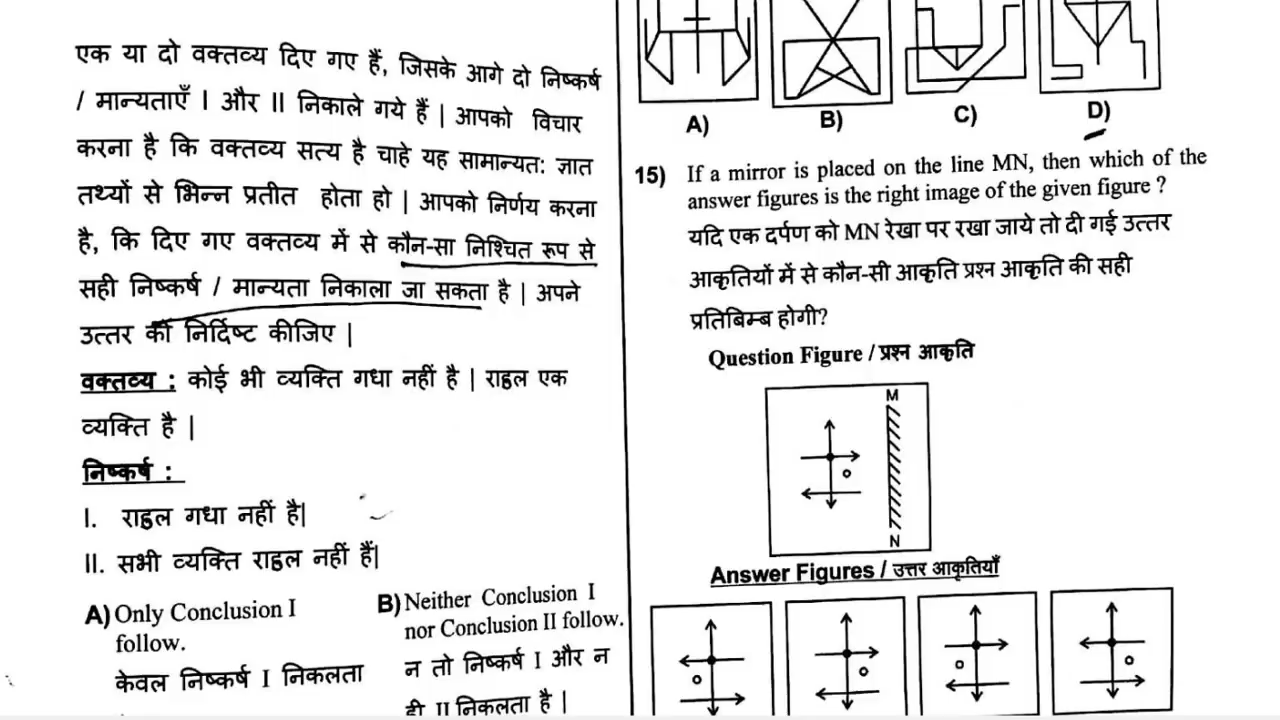 एक या दो वक्तव्य दिए गए हैं, जिसके आगे दो निष्कर्ष
/ मान्यताएँ I और II निकाले गये हैं | आपको विचार
करना है कि वक्तव्य सत्य है चाहे यह सामान्यत: ज्ञात
तथ्यों से भिन्न प्रतीत होता हो | आपको निर्णय करना
है, कि दिए गए वक्तव्य में से कौन-सा निश्चित रूप से
सही निष्कर्ष / मान्यता निकाला जा सकता है | अपने
उत्तर को निर्दिष्ट कीजिए |
वक्तव्य : कोई भी व्यक्ति गधा नहीं है | राहुल एक
व्यक्ति है |
निष्कर्ष :
I. राहुल गधा नहीं है|
II. सभी व्यक्ति राहुल नहीं हैं|
A) Only Conclusion I
follow.
केवल निष्कर्ष I निकलता
B) Neither Conclusion I
nor Conclusion II follow.
न तो निष्कर्ष I और न
ही II निकलता है |
A) B) C) D)
15) If a mirror is placed on the line MN, then which of the
answer figures is the right image of the given figure ?
यदि एक दर्पण को MN रेखा पर रखा जाये तो दी गई उत्तर
आकृतियों में से कौन-सी आकृति प्रश्न आकृति की सही
प्रतिबिम्ब होगी?
Question Figure / प्रश्न आकृति
M
N
Answer Figures / उत्तर आकृतियाँ